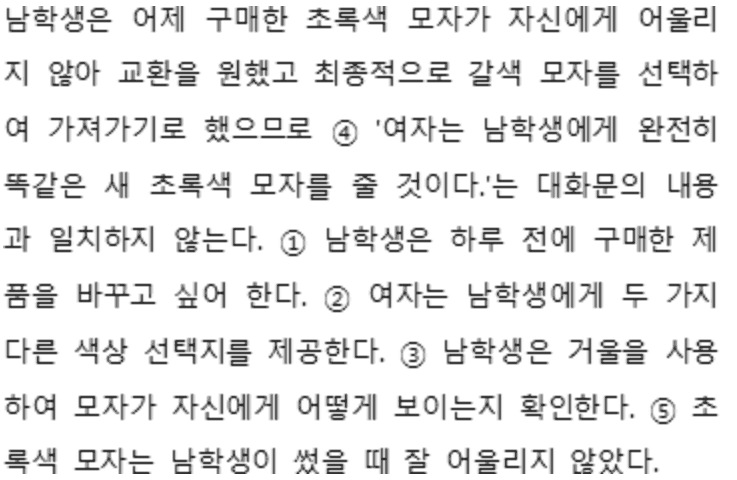 남학생은 어제 구매한 초록색 모자가 자신에게 어울리
지 않아 교환을 원했고 최종적으로 갈색 모자를 선택하
여 가져가기로 했으므로 ④ '여자는 남학생에게 완전히
똑같은 새 초록색 모자를 줄 것이다.'는 대화문의 내용
과 일치하지 않는다. ① 남학생은 하루 전에 구매한 제
품을 바꾸고 싶어 한다. ② 여자는 남학생에게 두 가지
다른 색상 선택지를 제공한다. ③ 남학생은 거울을 사용
하여 모자가 자신에게 어떻게 보이는지 확인한다. ⑤ 초
록색 모자는 남학생이 썼을 때 잘 어울리지 않았다.